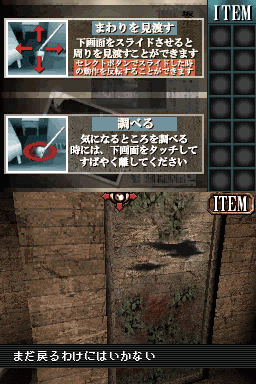 まわりを見渡す
ITEM
下画面をスライドさせると
周りを見渡すことができます
セレクトボタンでスライドした時
の動作を反転することができます
調べる
気になるところを調べる
時には、下画面をタッチして
すばやく離してください
ITEM
まだ戻るわけにはいかない